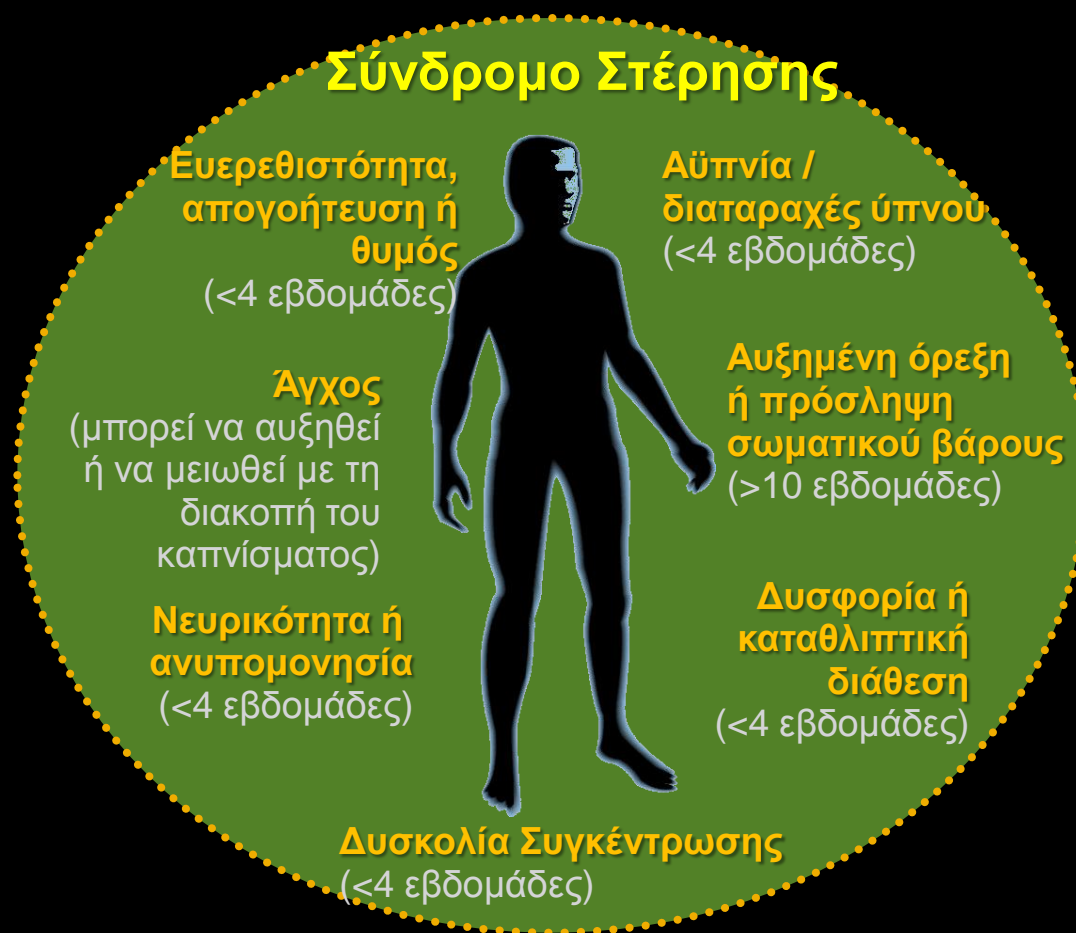 Σύνδρομο Στέρησης
Ευερεθιστότητα,
απογοήτευση ή
θυμός
(<4 εβδομάδες)
Αϋπνία /
διαταραχές ύπνου
(<4 εβδομάδες)
Άγχος
(μπορεί να αυξηθεί
ή να μειωθεί με τη
διακοπή του
καπνίσματος)
Αυξημένη όρεξη
ή πρόσληψη
σωματικού βάρους
(>10 εβδομάδες)
Νευρικότητα ή
ανυπομονησία
(<4 εβδομάδες)
Δυσφορία ή
καταθλιπτική
διάθεση
(<4 εβδομάδες)
Δυσκολία Συγκέντρωσης
(<4 εβδομάδες)